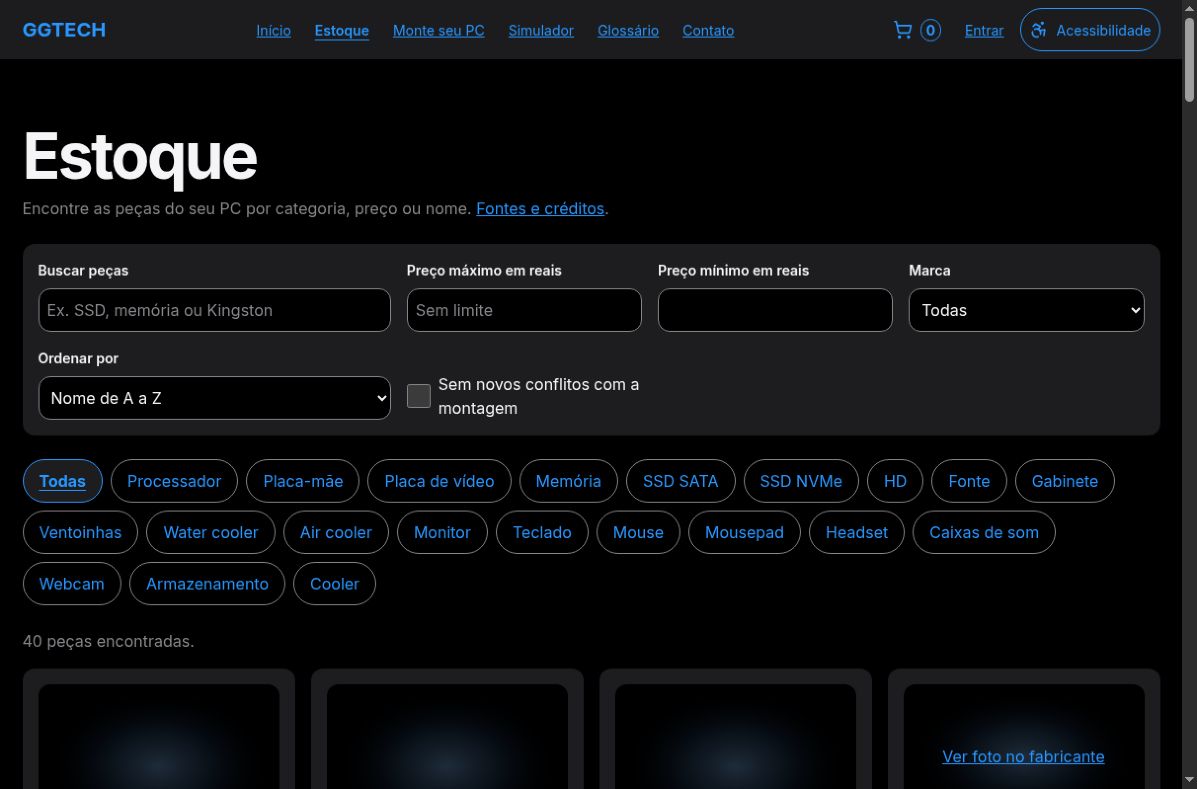 GGTECH
Início Estoque Monte seu PC Simulador Glossário Contato
0 Entrar Acessibilidade
Estoque
Encontre as peças do seu PC por categoria, preço ou nome. Fontes e créditos.
Buscar peças Preço máximo em reais Preço mínimo em reais Marca
Ex. SSD, memória ou Kingston Sem limite Todas
Ordenar por
Nome de A a Z
Sem novos conflitos com a
montagem
Todas Processador Placa-mãe Placa de vídeo Memória SSD SATA SSD NVMe HD Fonte Gabinete
Ventoinhas Water cooler Air cooler Monitor Teclado Mouse Mousepad Headset Caixas de som
Webcam Armazenamento Cooler
40 peças encontradas.
Ver foto no fabricante